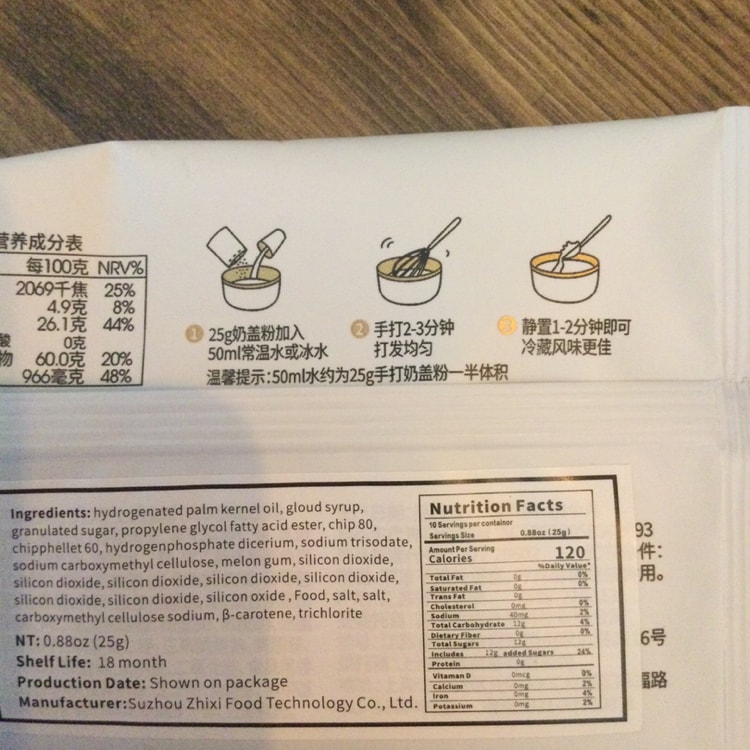 营养成分表
每100克 NRV%
2069千焦 25%
4.9克 8%
26.1克 44%
酸 0克
物 60.0克 20%
966毫克 48%
1 25g奶盖粉加入
50ml常温水或冰水
2 手打2-3分钟
打发均匀
3 静置1-2分钟即可
冷藏风味更佳
温馨提示:50ml水约为25g手打奶盖粉一半体积
Ingredients: hydrogenated palm kernel oil, gloud syrup,
granulated sugar, propylene glycol fatty acid ester, chip 80,
chipphellet 60, hydrogenphosphate dicerium, sodium trisodate,
sodium carboxymethyl cellulose, melon gum, silicon dioxide,
silicon dioxide, silicon dioxide, silicon dioxide, silicon dioxide,
silicon dioxide, silicon dioxide, silicon oxide , Food, salt, salt,
carboxymethyl cellulose sodium, β-carotene, trichlorite
NT: 0.88oz (25g)
Shelf Life: 18 month
Production Date: Shown on package
Manufacturer:Suzhou Zhixi Food Technology Co., Ltd.
Nutrition Facts
10 Servings per contai­nor
Servings Size 0.88oz (25g)
Amount Per Serving
Calories 120
%Daily Value*
Total Fat 0g 0%
Saturated Fat 0g 0%
Trans Fat 0g
Cholesterol 0mg 0%
Sodium 40mg 2%
Total Carbohydrate 12g 4%
Dietary Fiber 0g 0%
Total Sugars 12g
Includes 12g added Sugars 24%
Protein 0g
Vitamin D 0mcg 0%
Calcium 0mg 2%
Iron 0mg 4%
Potassium 0mg 2%
93
件:
用。
6号
福路